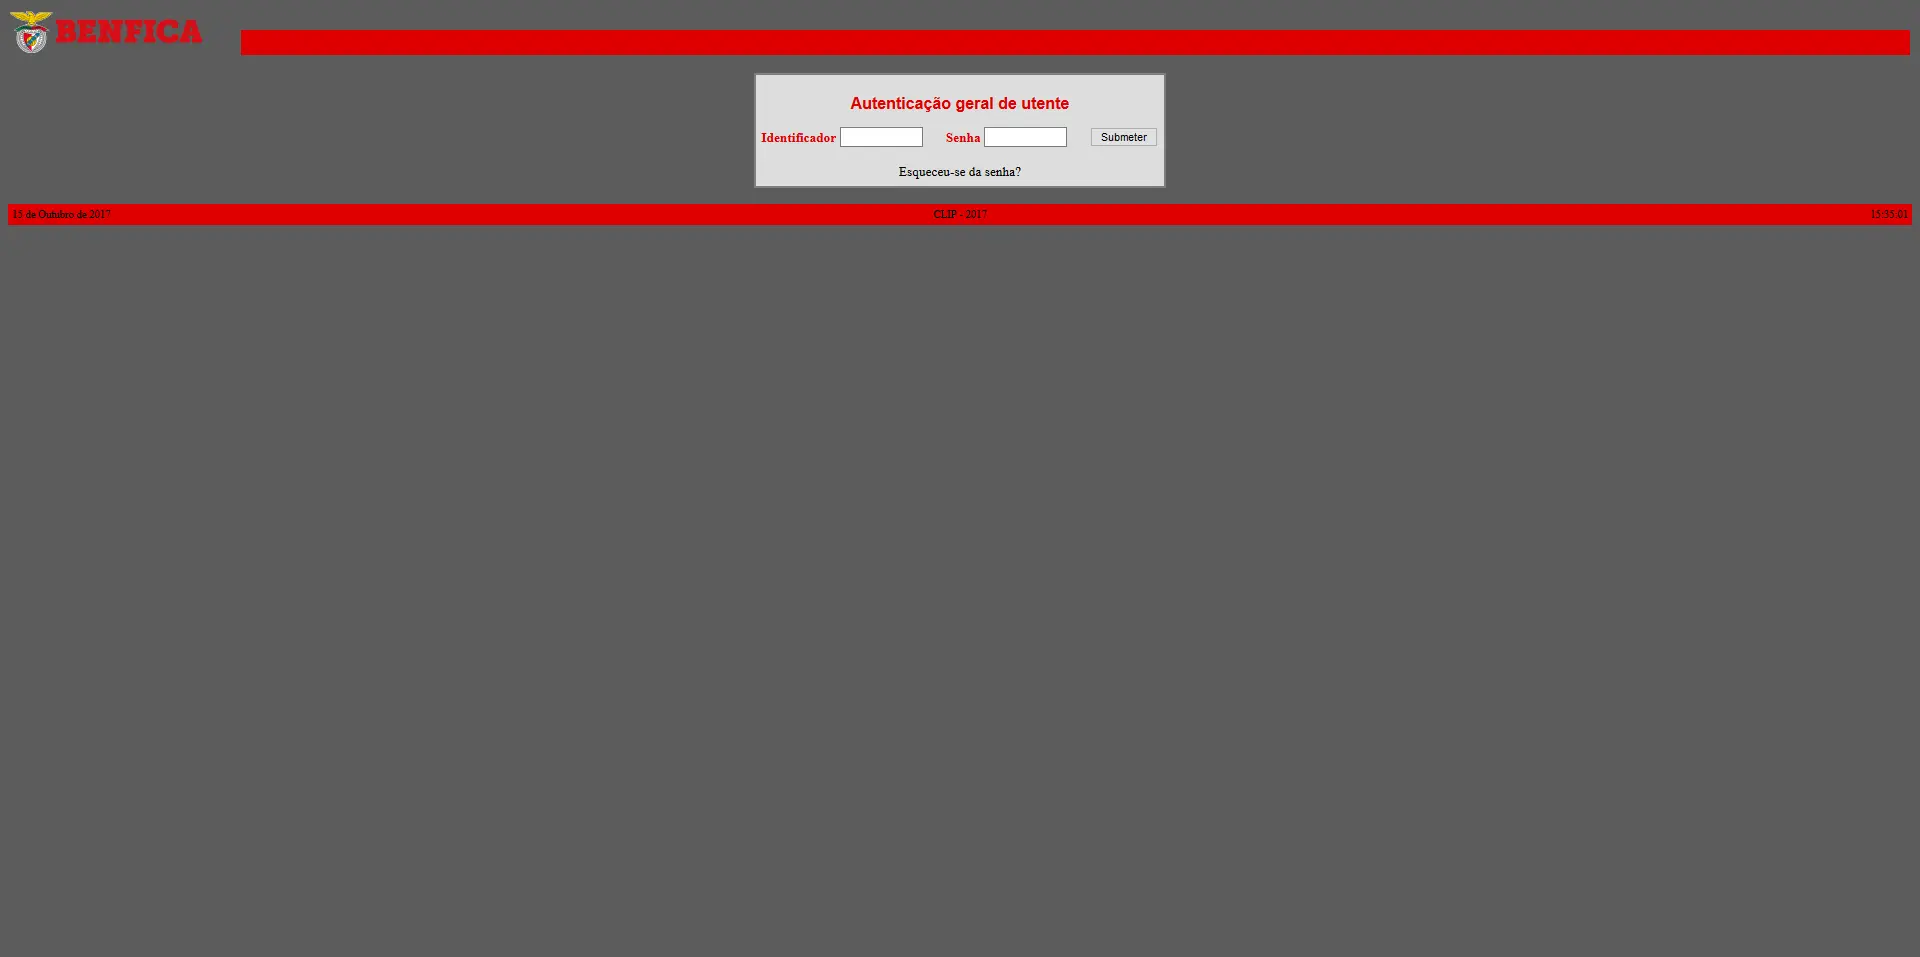 BENFICA
Autenticação geral de utente
Identificador Senha Submeter
Esqueceu-se da senha?
15 de Outubro de 2017 CLIP - 2017 15:35:01